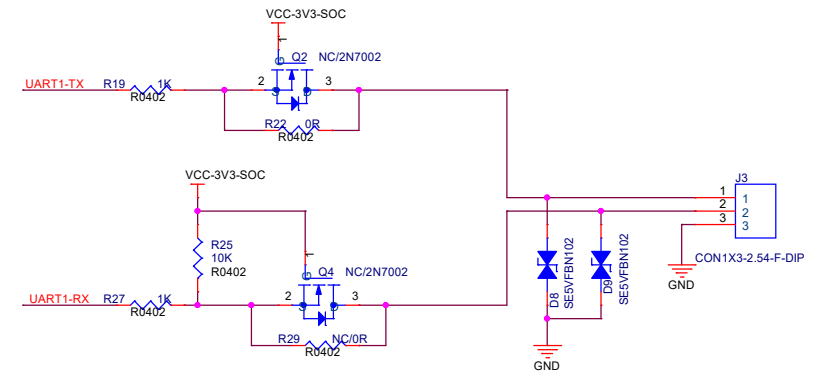 VCC-3V3-SOC
1
G
Q2 NC/2N7002
UART1-TX R19 1K
R0402
2 S D 3
R22 0R
R0402
VCC-3V3-SOC
R25
10K
R0402
1
G
Q4 NC/2N7002
UART1-RX R27 1K
R0402
2 S D 3
R29 NC/0R
R0402
J3
1 1
2 2
3 3
CON1X3-2.54-F-DIP
GND
D8
SE5VFBN102
D9
SE5VFBN102
GND